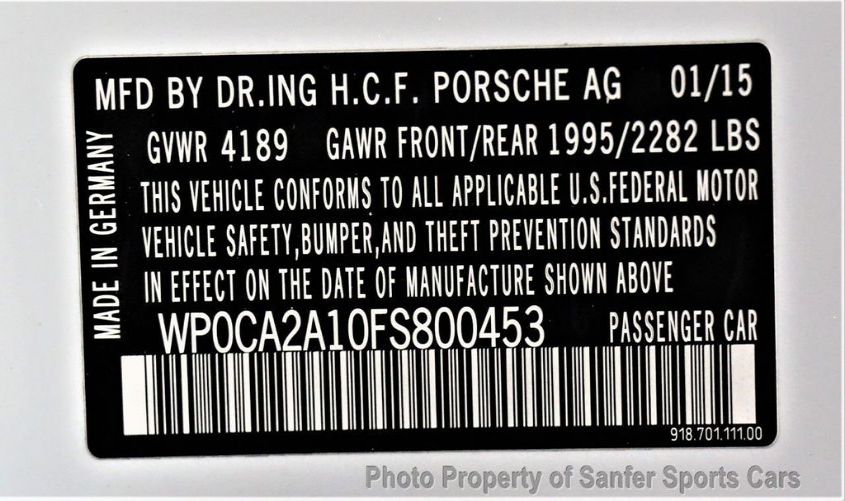 MFD BY DR.ING H.C.F. PORSCHE AG 01/15
GVWR 4189 GAWR FRONT/REAR 1995/2282 LBS
MADE IN GERMANY
THIS VEHICLE CONFORMS TO ALL APPLICABLE U.S.FEDERAL MOTOR
VEHICLE SAFETY,BUMPER,AND THEFT PREVENTION STANDARDS
IN EFFECT ON THE DATE OF MANUFACTURE SHOWN ABOVE
WP0CA2A10FS800453 PASSENGER CAR
918.701.111.00
Photo Property of Sanfer Sports Cars